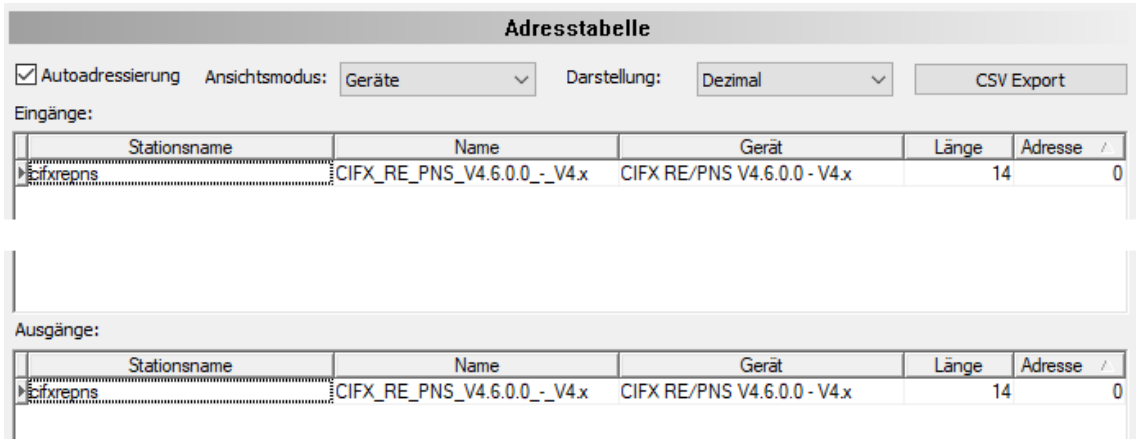 Adresstabelle
Autoadressierung Ansichtsmodus: Geräte Darstellung: Dezimal CSV Export
Eingänge:
Stationsname Name Gerät Länge Adresse
cifxrepns CIFX_RE_PNS_V4.6.0.0_-_V4.x CIFX RE/PNS V4.6.0.0 - V4.x 14 0
Ausgänge:
Stationsname Name Gerät Länge Adresse
cifxrepns CIFX_RE_PNS_V4.6.0.0_-_V4.x CIFX RE/PNS V4.6.0.0 - V4.x 14 0